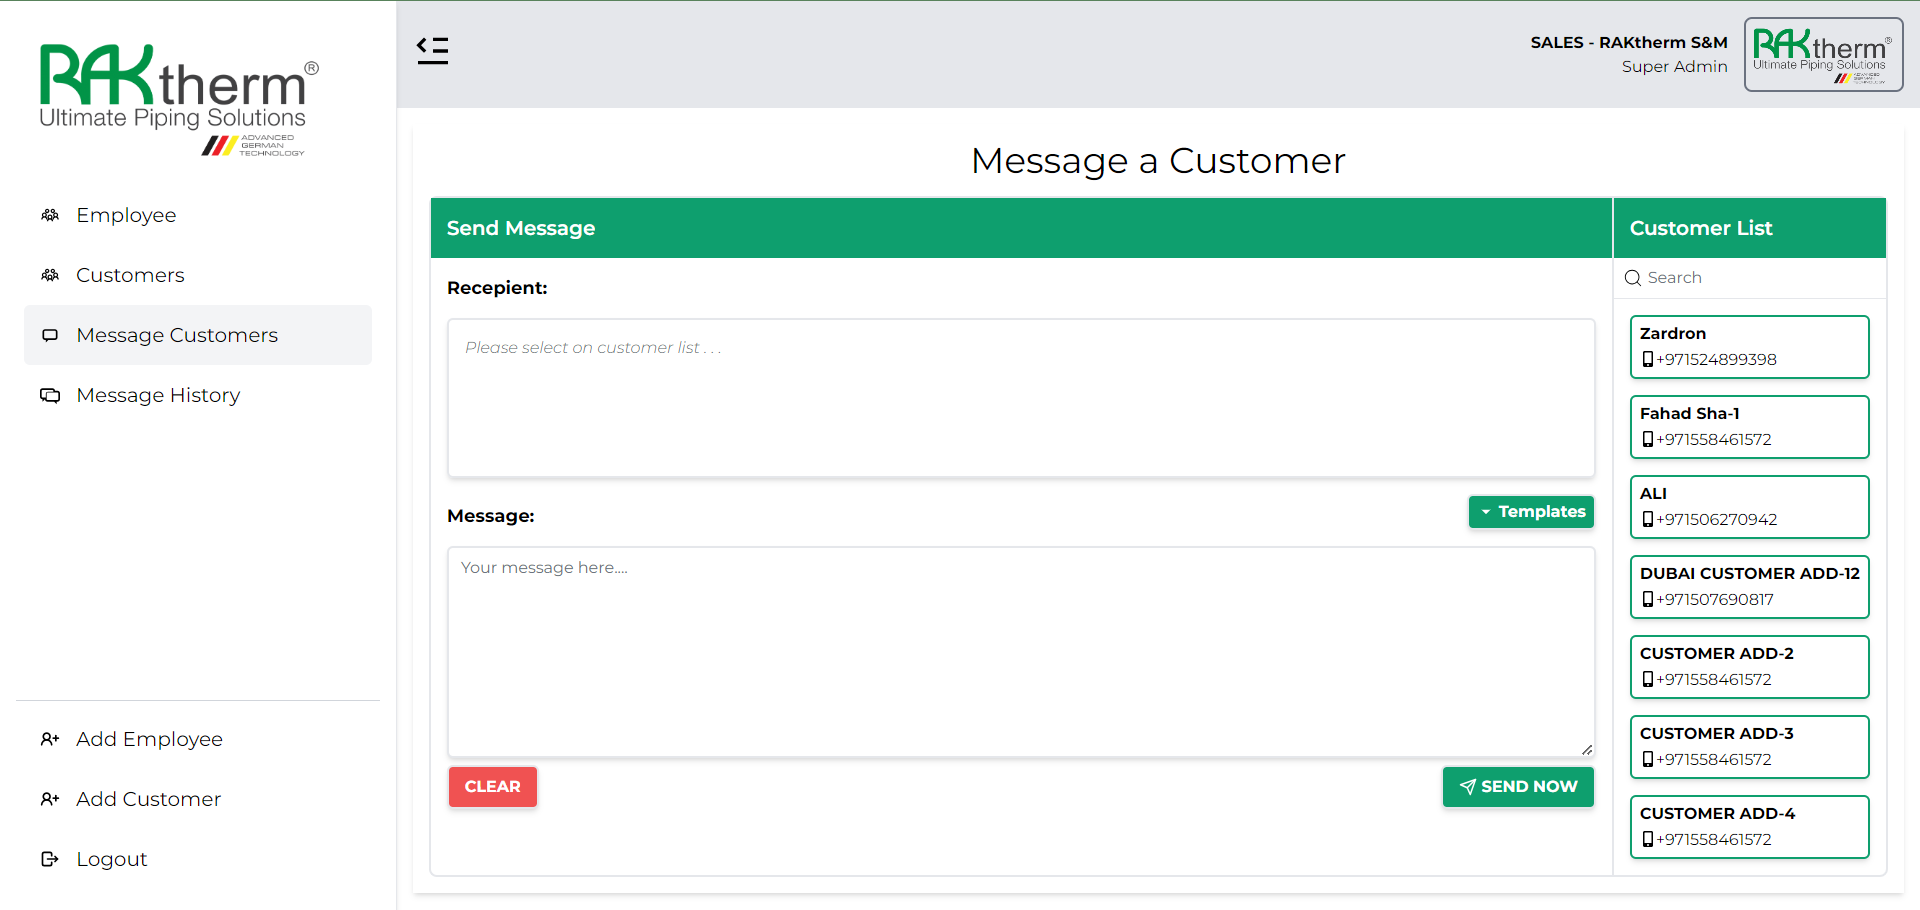 RAKtherm®
Ultimate Piping Solutions
ADVANCED
GERMAN
TECHNOLOGY
Employee
Customers
Message Customers
Message History
Add Employee
Add Customer
Logout
SALES - RAKtherm S&M
Super Admin
RAKtherm®
Ultimate Piping Solutions
ADVANCED
GERMAN
TECHNOLOGY
Message a Customer
Send Message
Recepient:
Please select on customer list . . .
Message:
Templates
Your message here....
CLEAR
SEND NOW
Customer List
Search
Zardron
+971524899398
Fahad Sha-1
+971558461572
ALI
+971506270942
DUBAI CUSTOMER ADD-12
+971507690817
CUSTOMER ADD-2
+971558461572
CUSTOMER ADD-3
+971558461572
CUSTOMER ADD-4
+971558461572